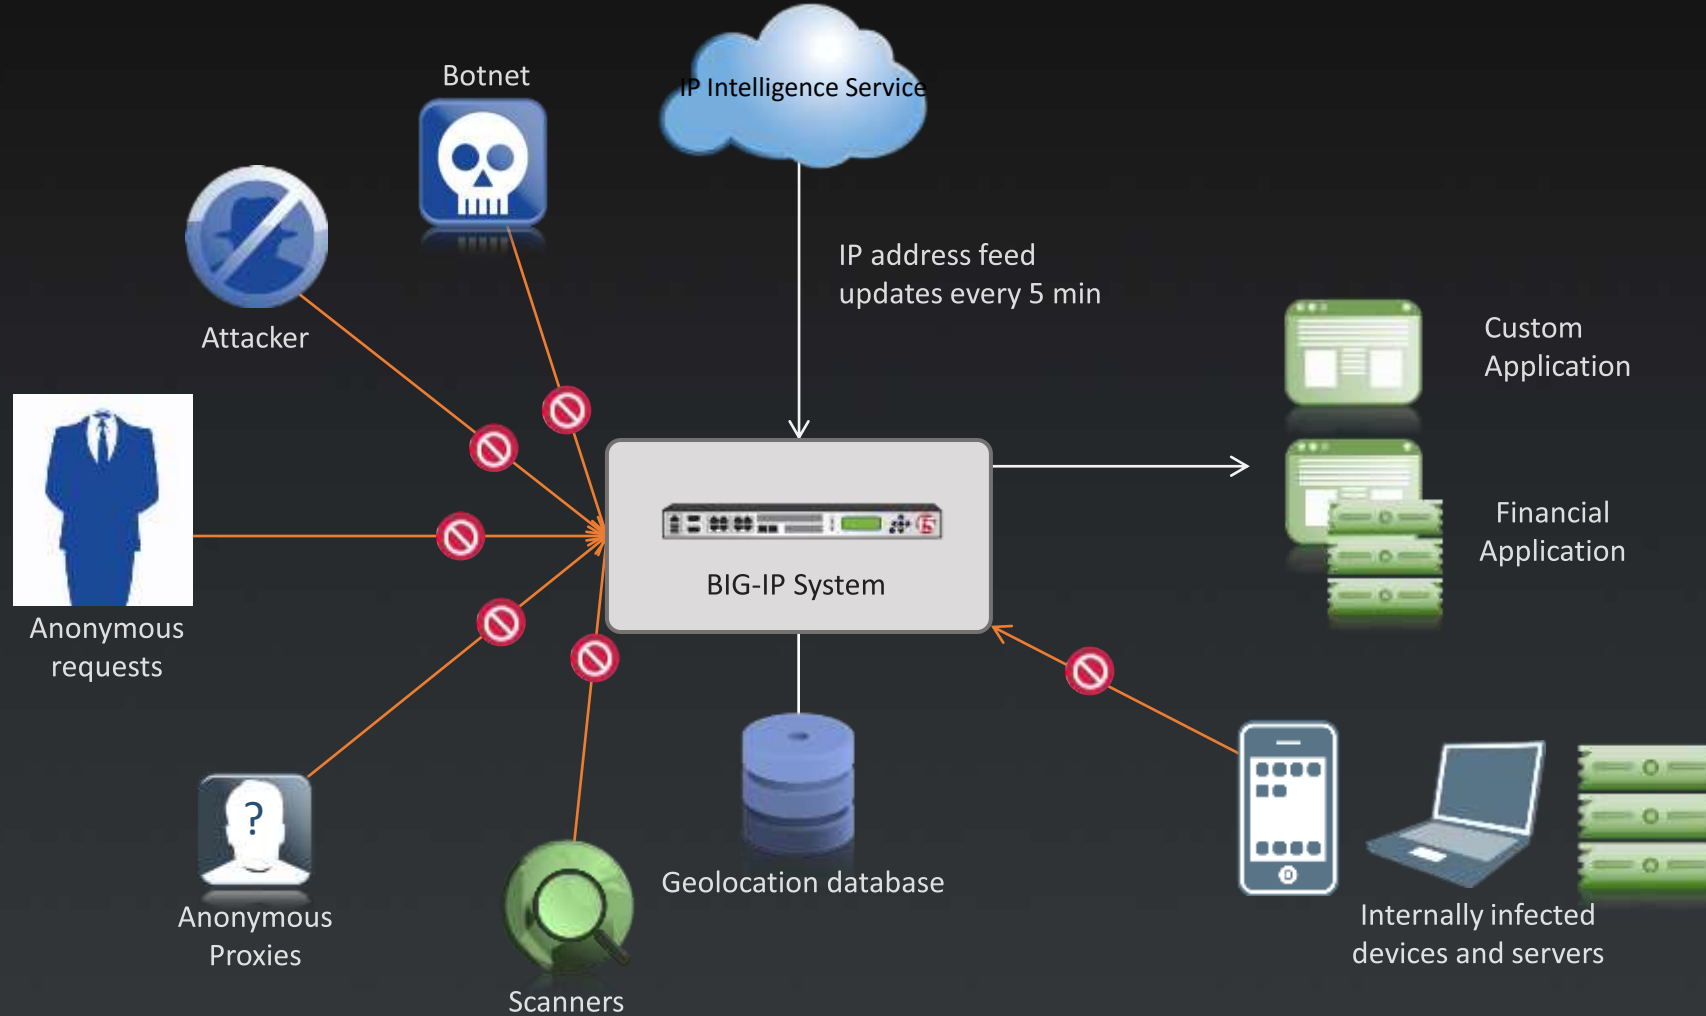 Botnet
IP Intelligence Service
Attacker
IP address feed
updates every 5 min
Custom
Application
Financial
Application
BIG-IP System
f5
Anonymous
requests
?
Anonymous
Proxies
Geolocation database
Scanners
Internally infected
devices and servers